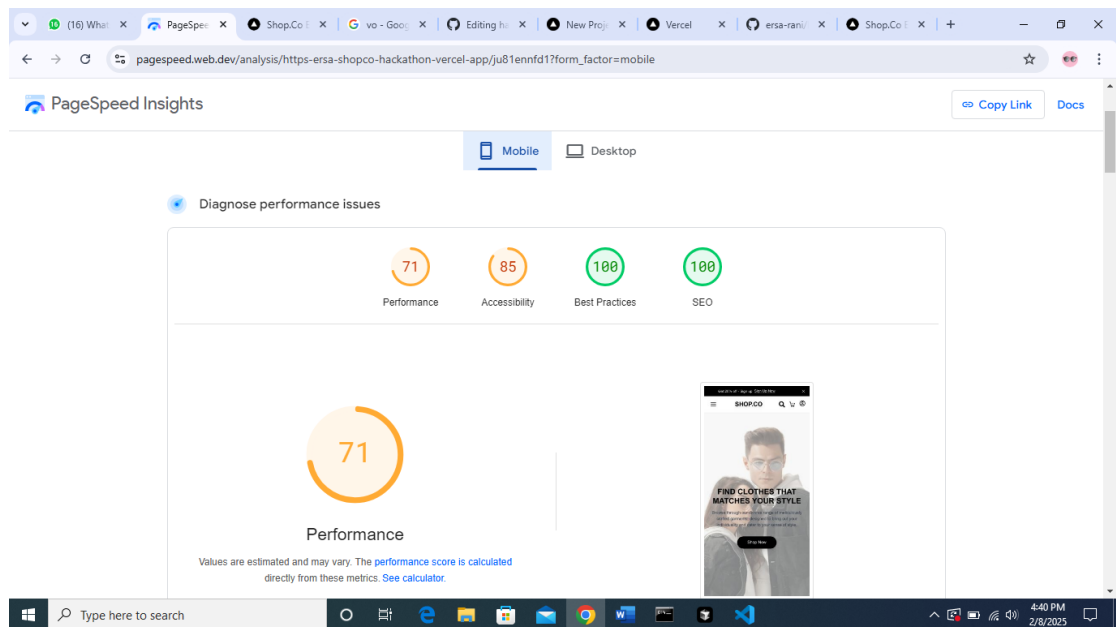 (16) What
PageSpee
Shop.Co E
vo - Goog
Editing ha
New Proje
Vercel
ersa-rani/
Shop.Co E
pagespeed.web.dev/analysis/https-ersa-shopco-hackathon-vercel-app/ju81ennfd1?form_factor=mobile
PageSpeed Insights
Copy Link
Docs
Mobile
Desktop
Diagnose performance issues
71
85
100
100
Performance
Accessibility
Best Practices
SEO
71
Performance
Values are estimated and may vary. The performance score is calculated
directly from these metrics. See calculator.
SHOP.CO
FIND CLOTHES THAT
MATCHES YOUR STYLE
Shop Now
Type here to search
4:40 PM
2/8/2025